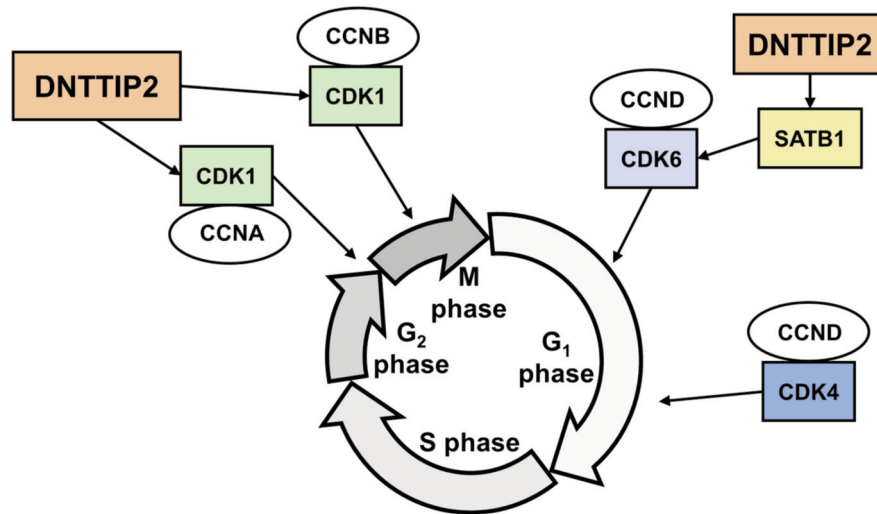 CCNB
DNTTIP2
CDK1
DNTTIP2
CCND
SATB1
CDK6
CDK1
CCNA
M
phase
G₂
phase
G₁
phase
CCND
CDK4
S phase